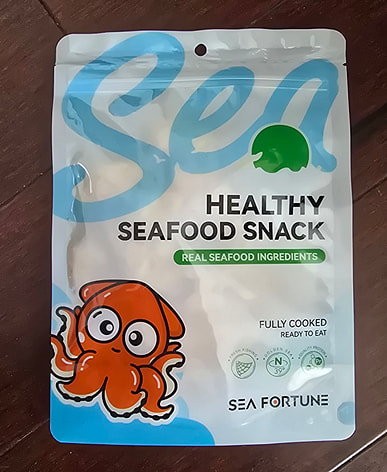 Sea
HEALTHY
SEAFOOD SNACK
REAL SEAFOOD INGREDIENTS
FULLY COOKED
READY TO EAT
N
SEA FORTUNE